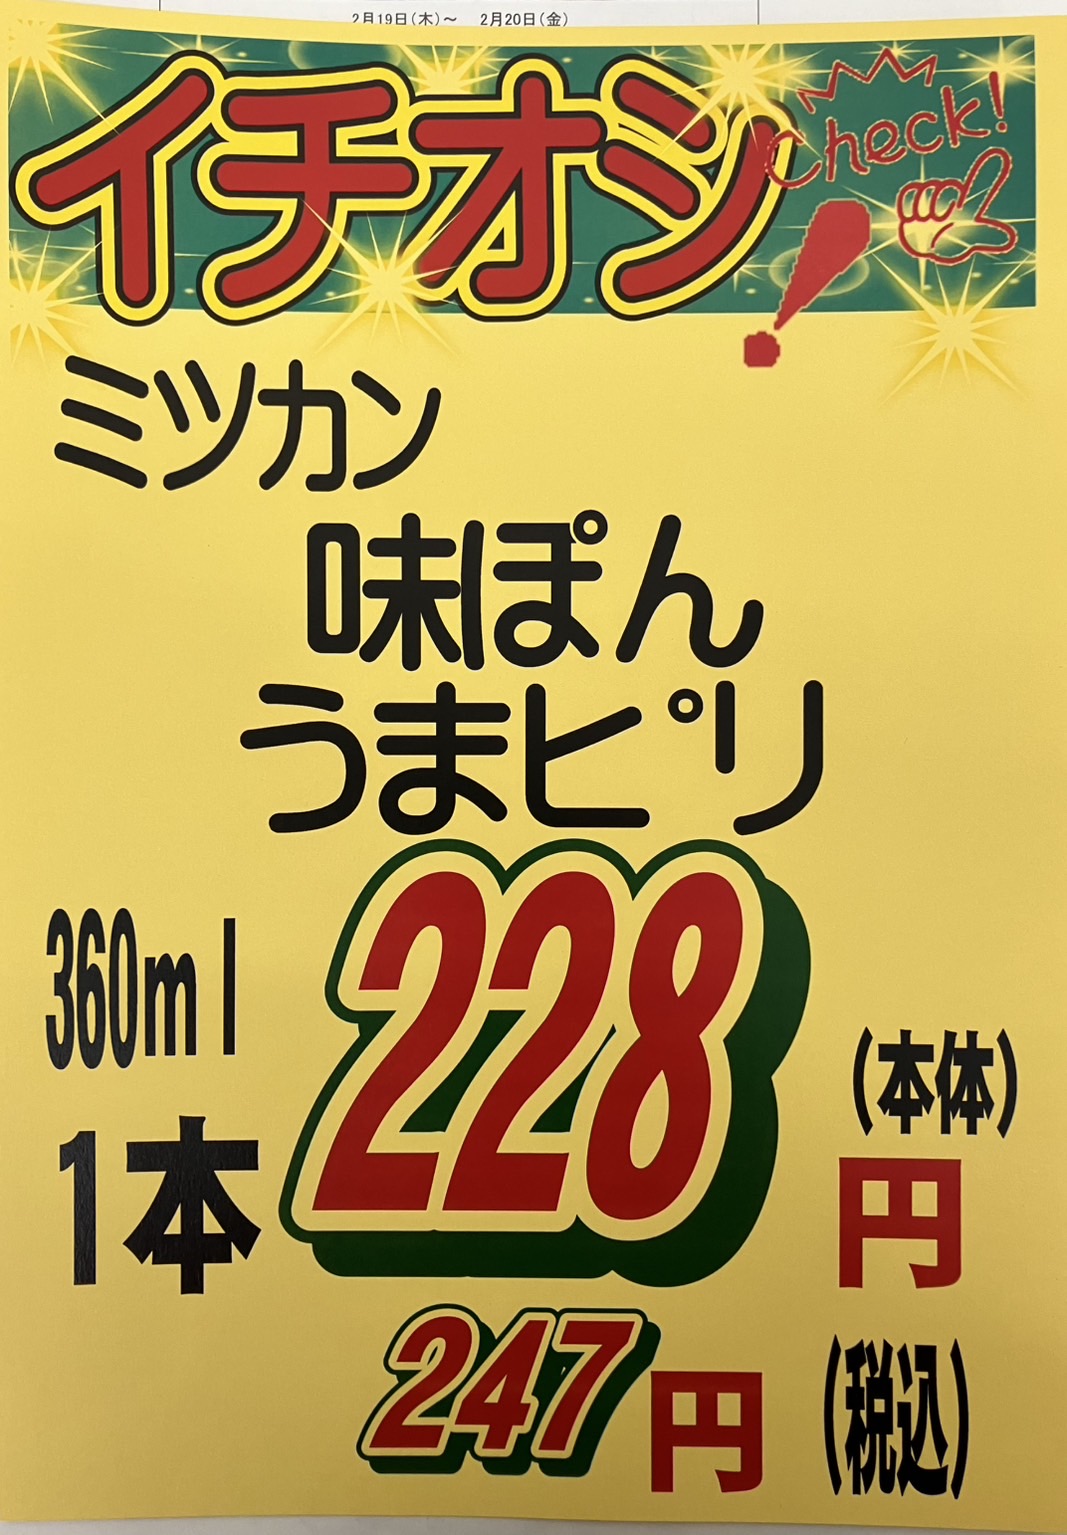 2月19日(木)～ 2月20日(金)
イチオシ
check!
ミツカン
味ぽん
うまピリ
360ml
1本
228
(本体)
円
247円
(税込)